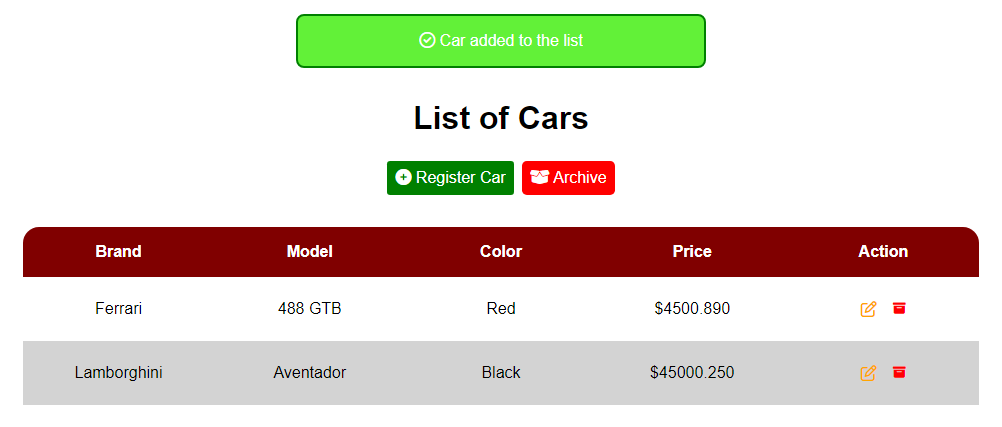 Car added to the list
List of Cars
Register Car Archive
Brand Model Color Price Action
Ferrari 488 GTB Red $4500.890
Lamborghini Aventador Black $45000.250